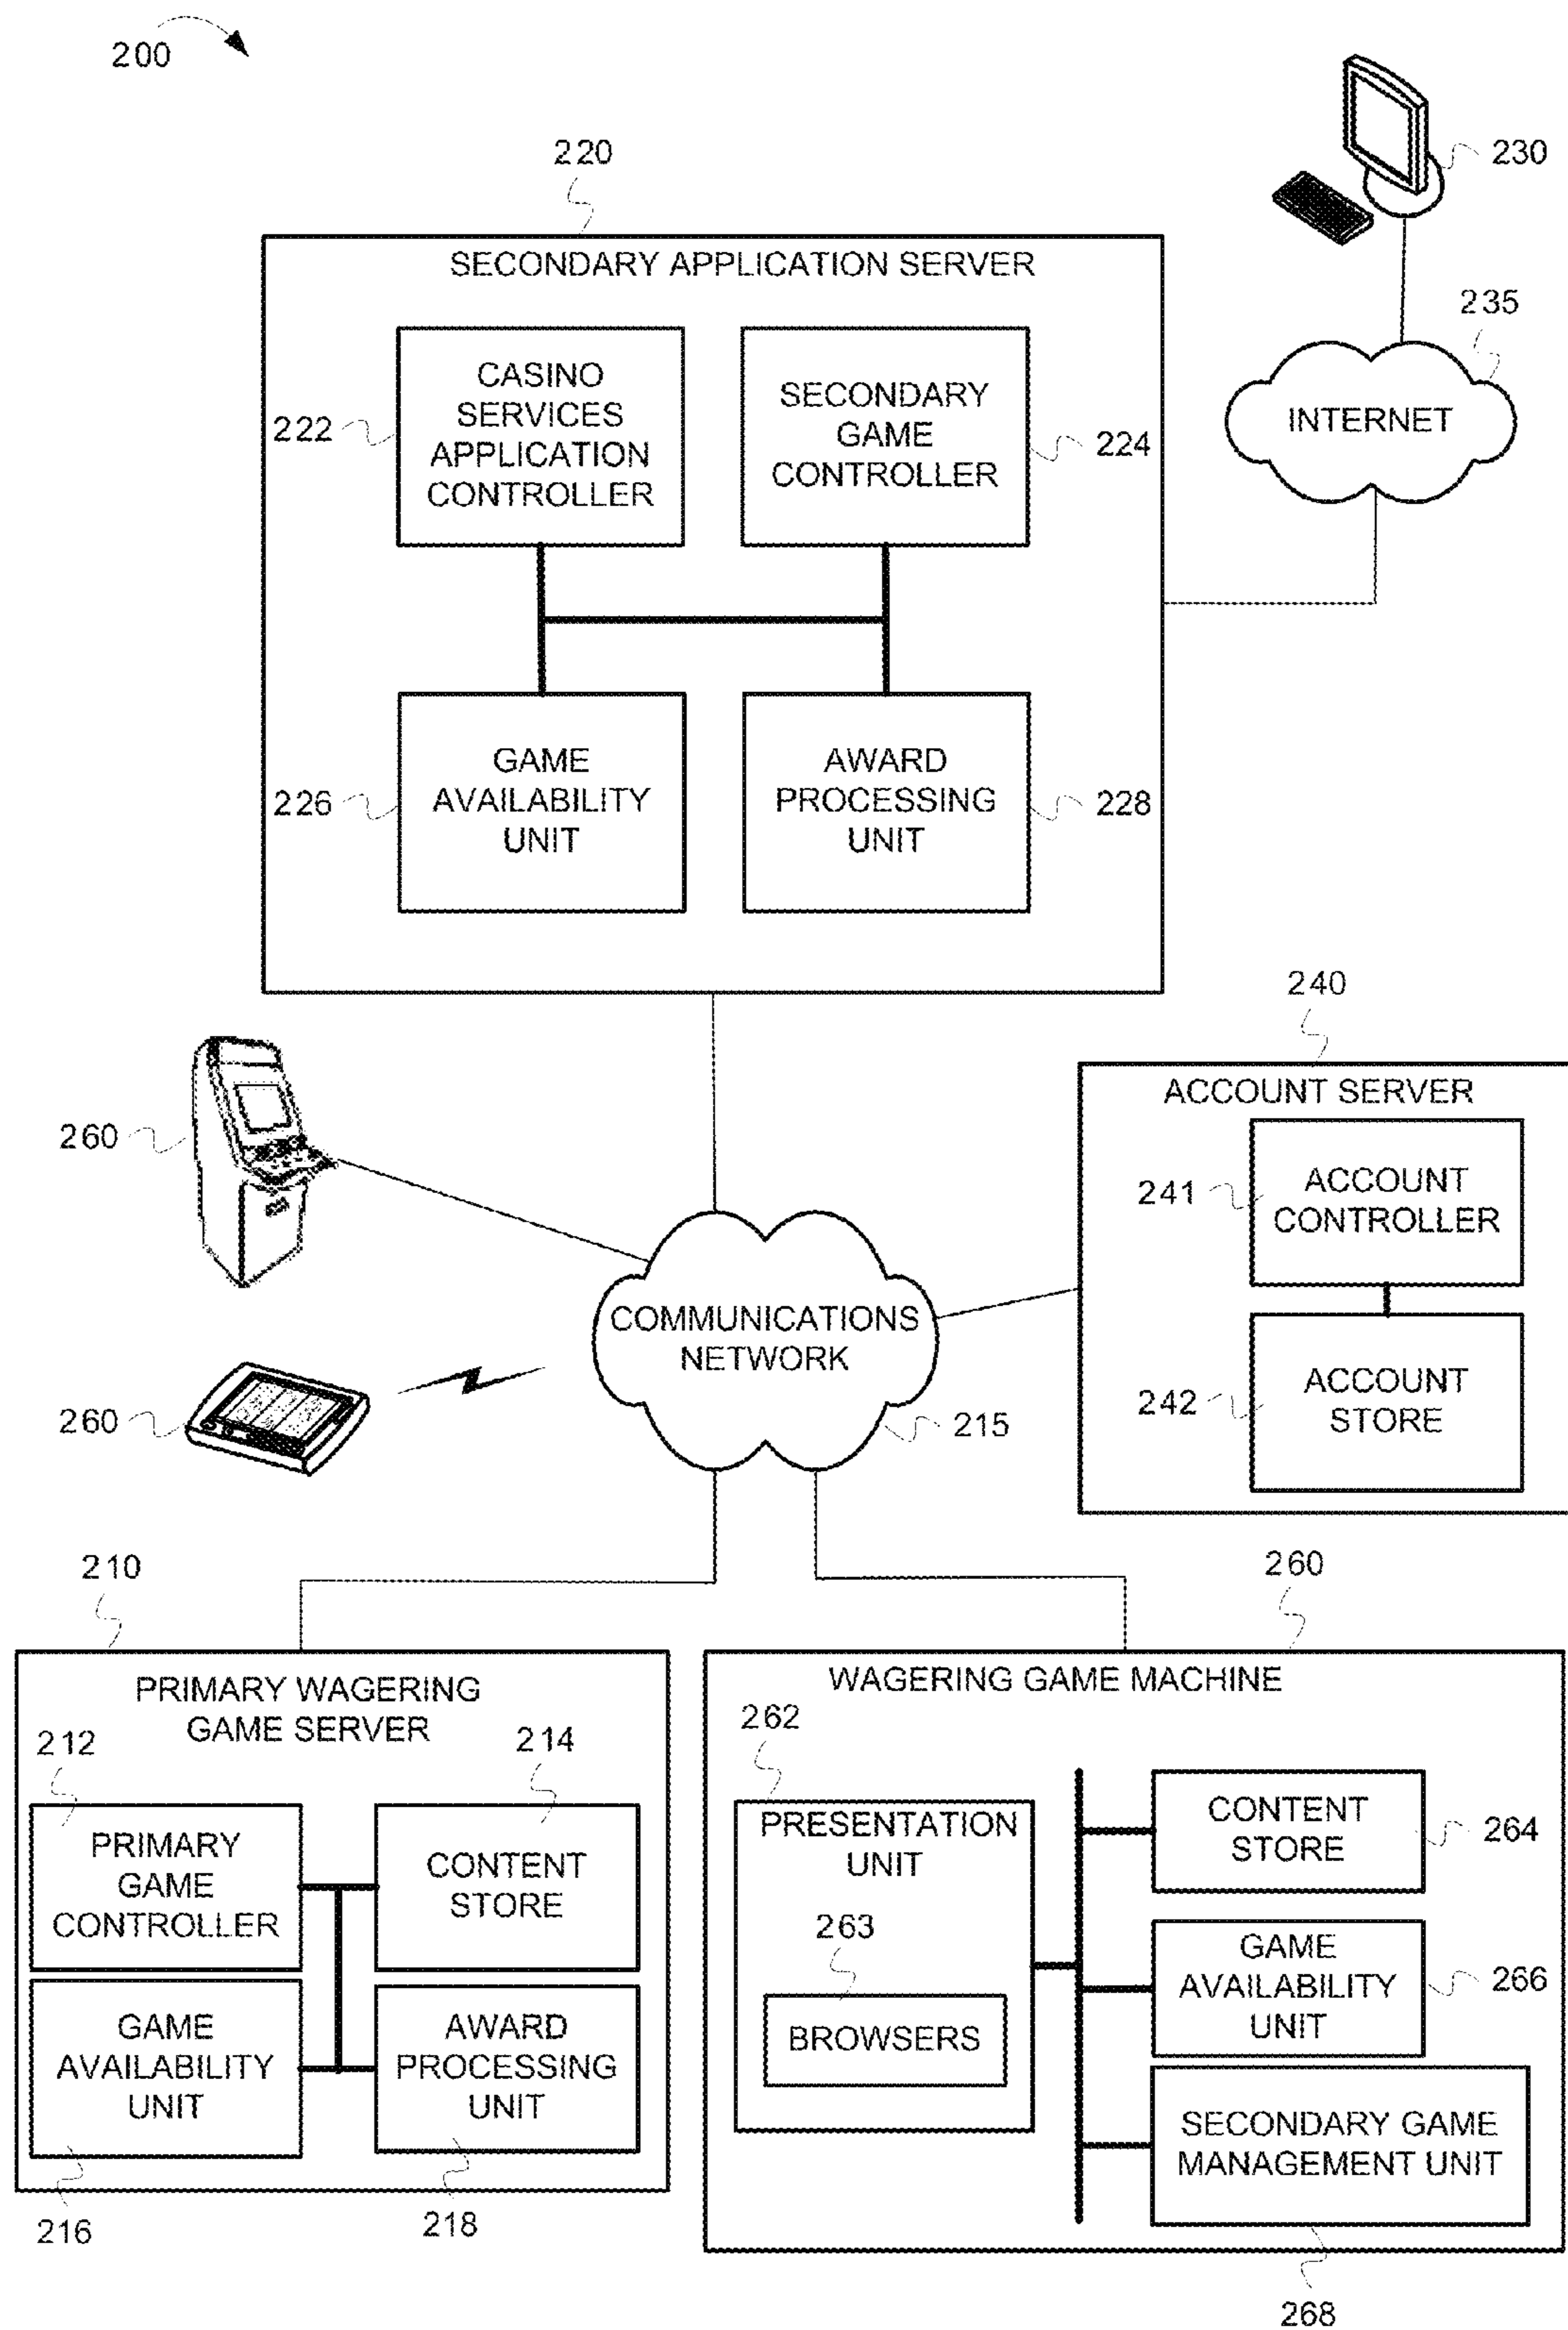 200
220
230
SECONDARY APPLICATION SERVER
235
CASINO
SERVICES
APPLICATION
CONTROLLER
222
SECONDARY
GAME
CONTROLLER
224
INTERNET
GAME
AVAILABILITY
UNIT
226
AWARD
PROCESSING
UNIT
228
240
ACCOUNT SERVER
260
241
ACCOUNT
CONTROLLER
COMMUNICATIONS
NETWORK
260
215
242
ACCOUNT
STORE
210
260
PRIMARY WAGERING
GAME SERVER
212
214
PRIMARY
GAME
CONTROLLER
CONTENT
STORE
GAME
AVAILABILITY
UNIT
AWARD
PROCESSING
UNIT
216
218
WAGERING GAME MACHINE
262
PRESENTATION
UNIT
263
BROWSERS
CONTENT
STORE
264
GAME
AVAILABILITY
UNIT
266
SECONDARY GAME
MANAGEMENT UNIT
268